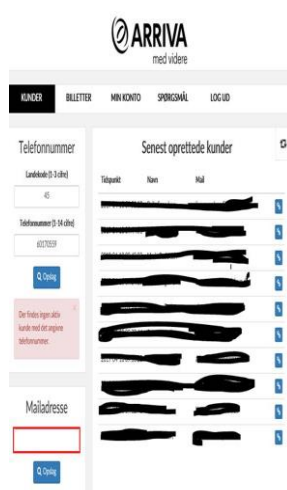 ARRIVA
med videre
KUNDER BILLETTER MIN KONTO SPØRGSMÅL LOG UD
Telefonnummer
Landekode (1-3 cifre)
45
Telefonnummer (1-14 cifre)
60170559
Opslag
Der findes ingen aktiv
kunde med det angivne
telefonnummer.
×
Mailadresse
Opslag
Senest oprettede kunder
Tidspunkt Navn Mail